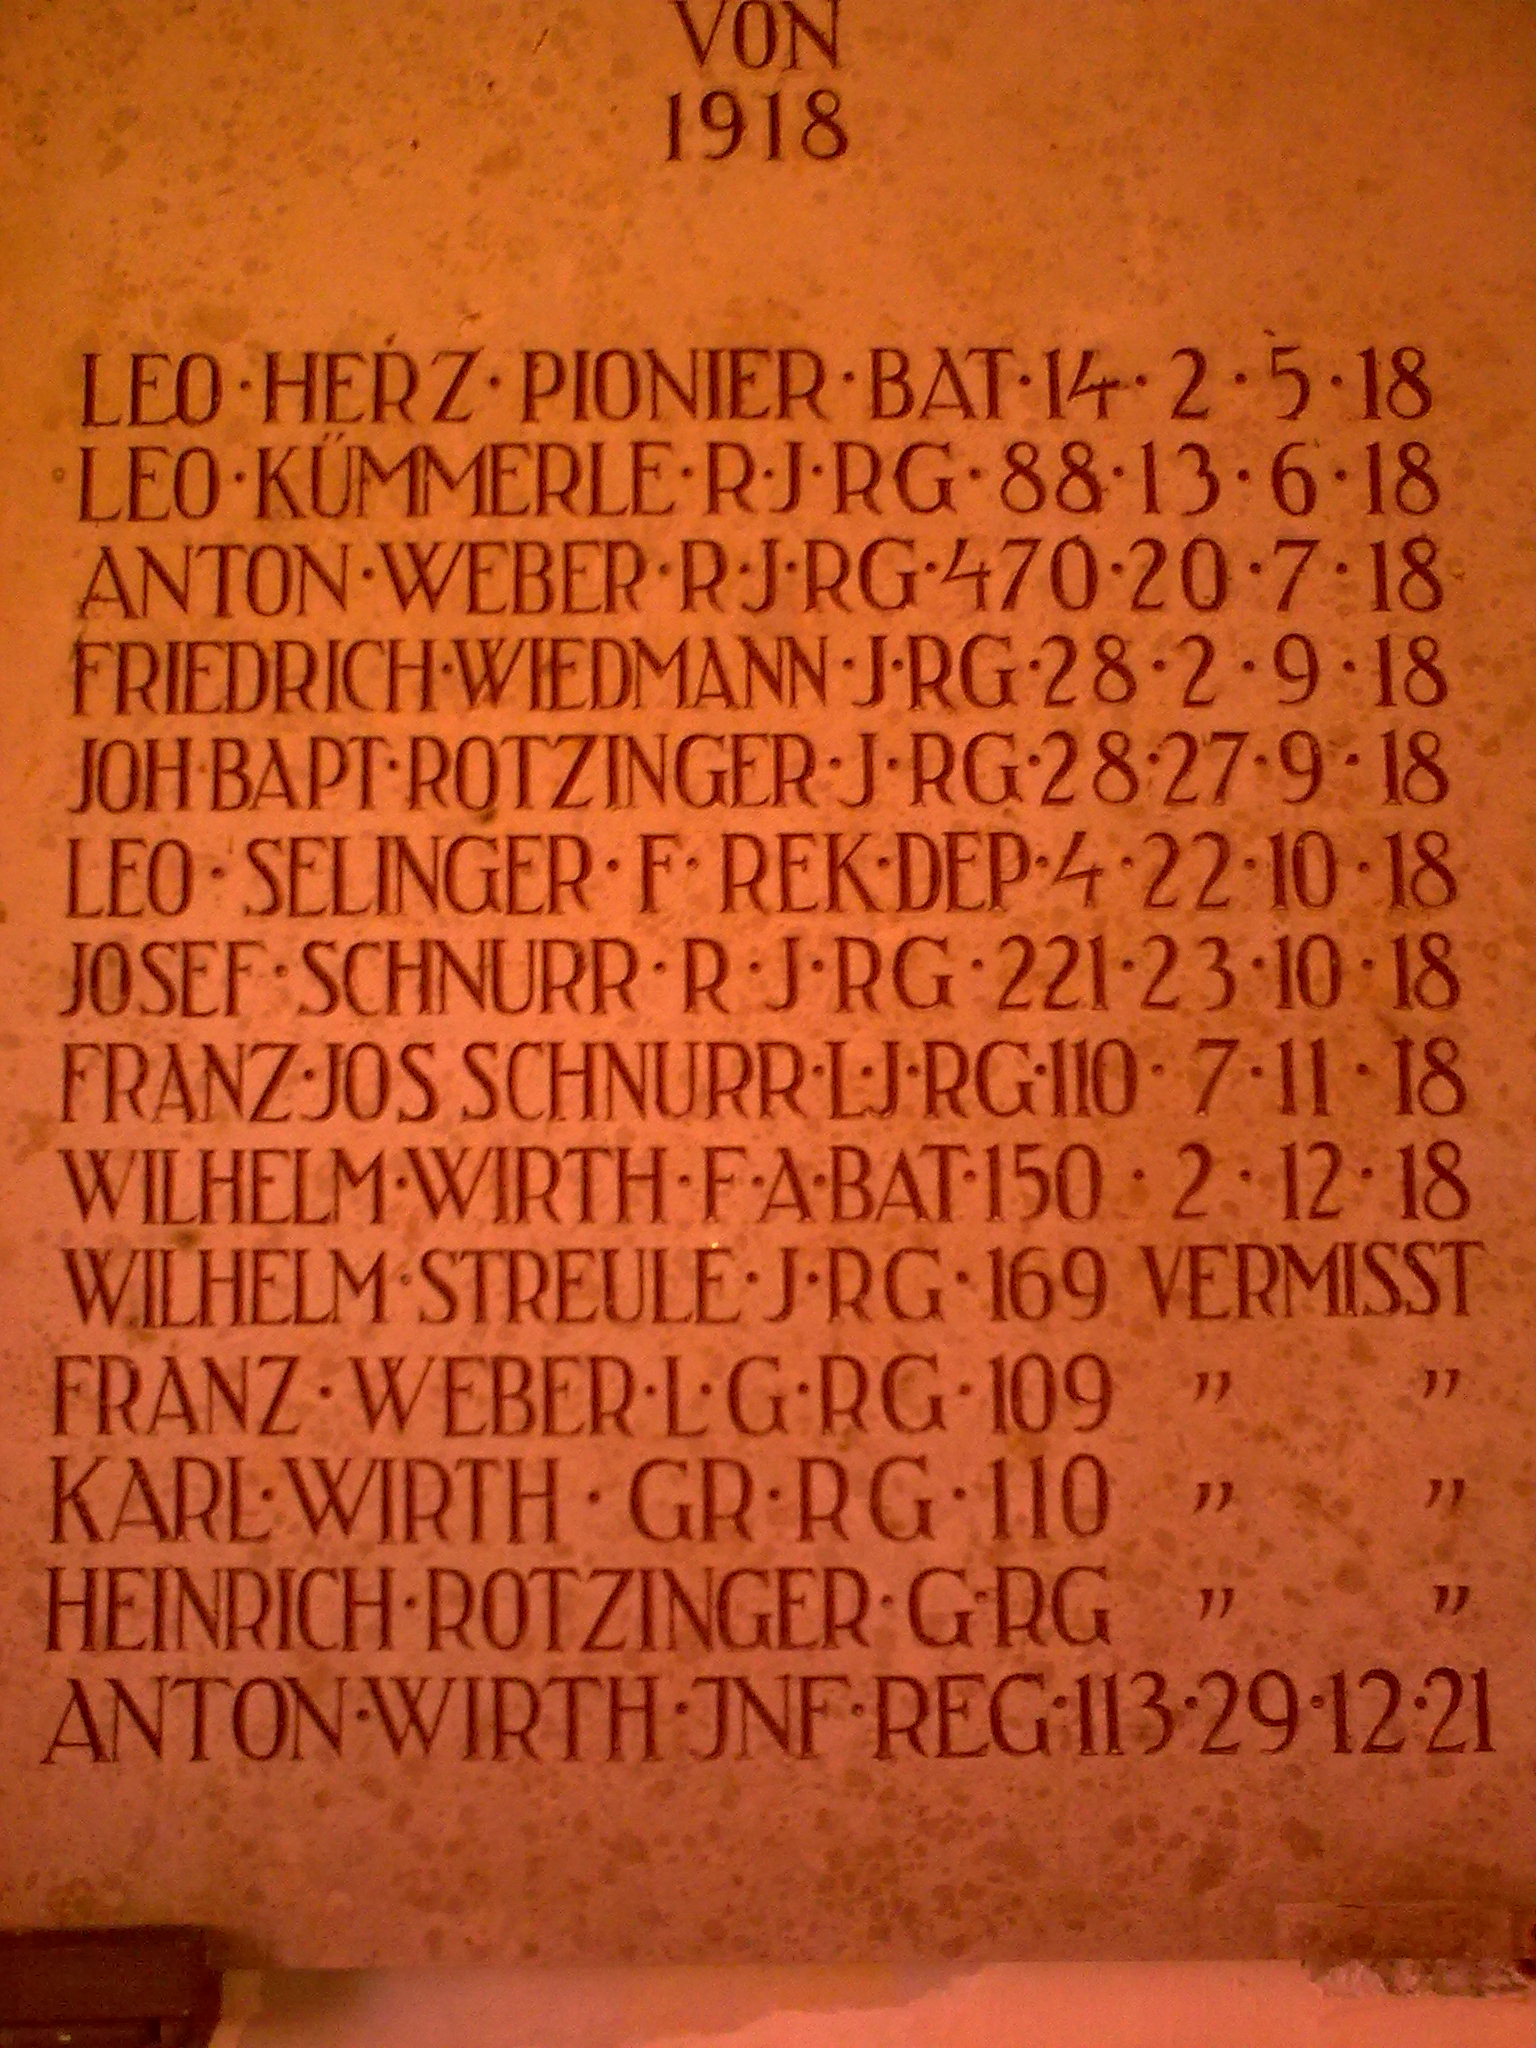 VON
1918
LEO·HERZ·PIONIER·BAT·14·2·5·18
LEO·KÜMMERLE·R·J·RG·88·13·6·18
ANTON·WEBER·R·J·RG·470·20·7·18
FRIEDRICH·WIEDMANN·J·RG·28·2·9·18
JOH·BAPT·ROTZINGER·J·RG·28·27·9·18
LEO·SELINGER·F·REK·DEP·4·22·10·18
JOSEF·SCHNURR·R·J·RG·221·23·10·18
FRANZ·JOS SCHNURR·L·J·RG·110·7·11·18
WILHELM·WIRTH·F·A·BAT·150·2·12·18
WILHELM·STREULE·J·RG·169 VERMISST
FRANZ·WEBER·L·G·RG·109 " "
KARL·WIRTH·GR·RG·110 " "
HEINRICH·ROTZINGER·G·RG " "
ANTON·WIRTH·JNF·REG·113·29·12·21